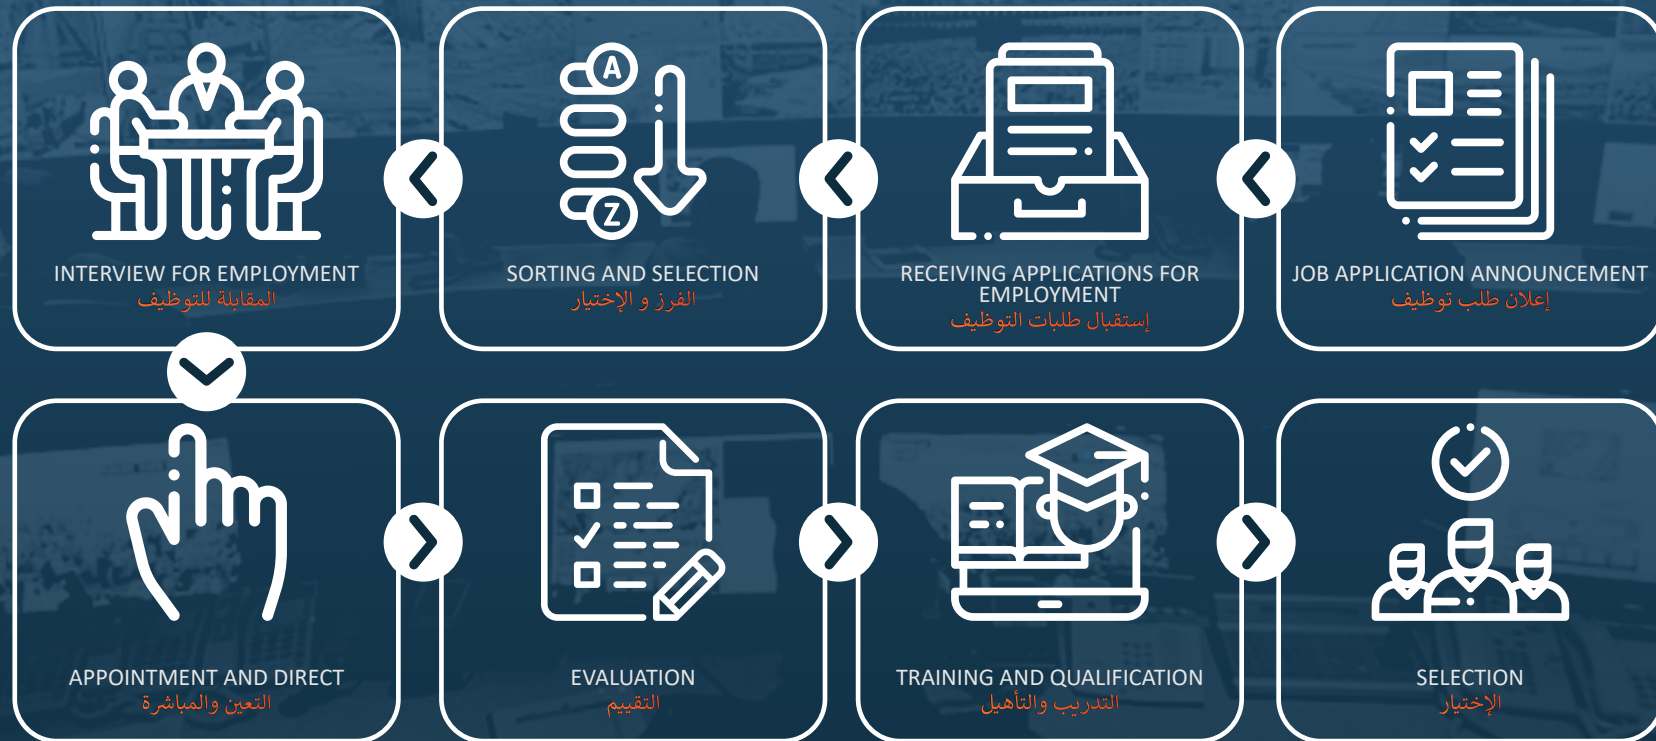 JOB APPLICATION ANNOUNCEMENT
إعلان طلب توظيف
RECEIVING APPLICATIONS FOR
EMPLOYMENT
إستقبال طلبات التوظيف
A
Z
SORTING AND SELECTION
الفرز و الإختيار
INTERVIEW FOR EMPLOYMENT
المقابلة للتوظيف
APPOINTMENT AND DIRECT
التعين والمباشرة
EVALUATION
التقييم
TRAINING AND QUALIFICATION
التدريب والتأهيل
SELECTION
الإختيار